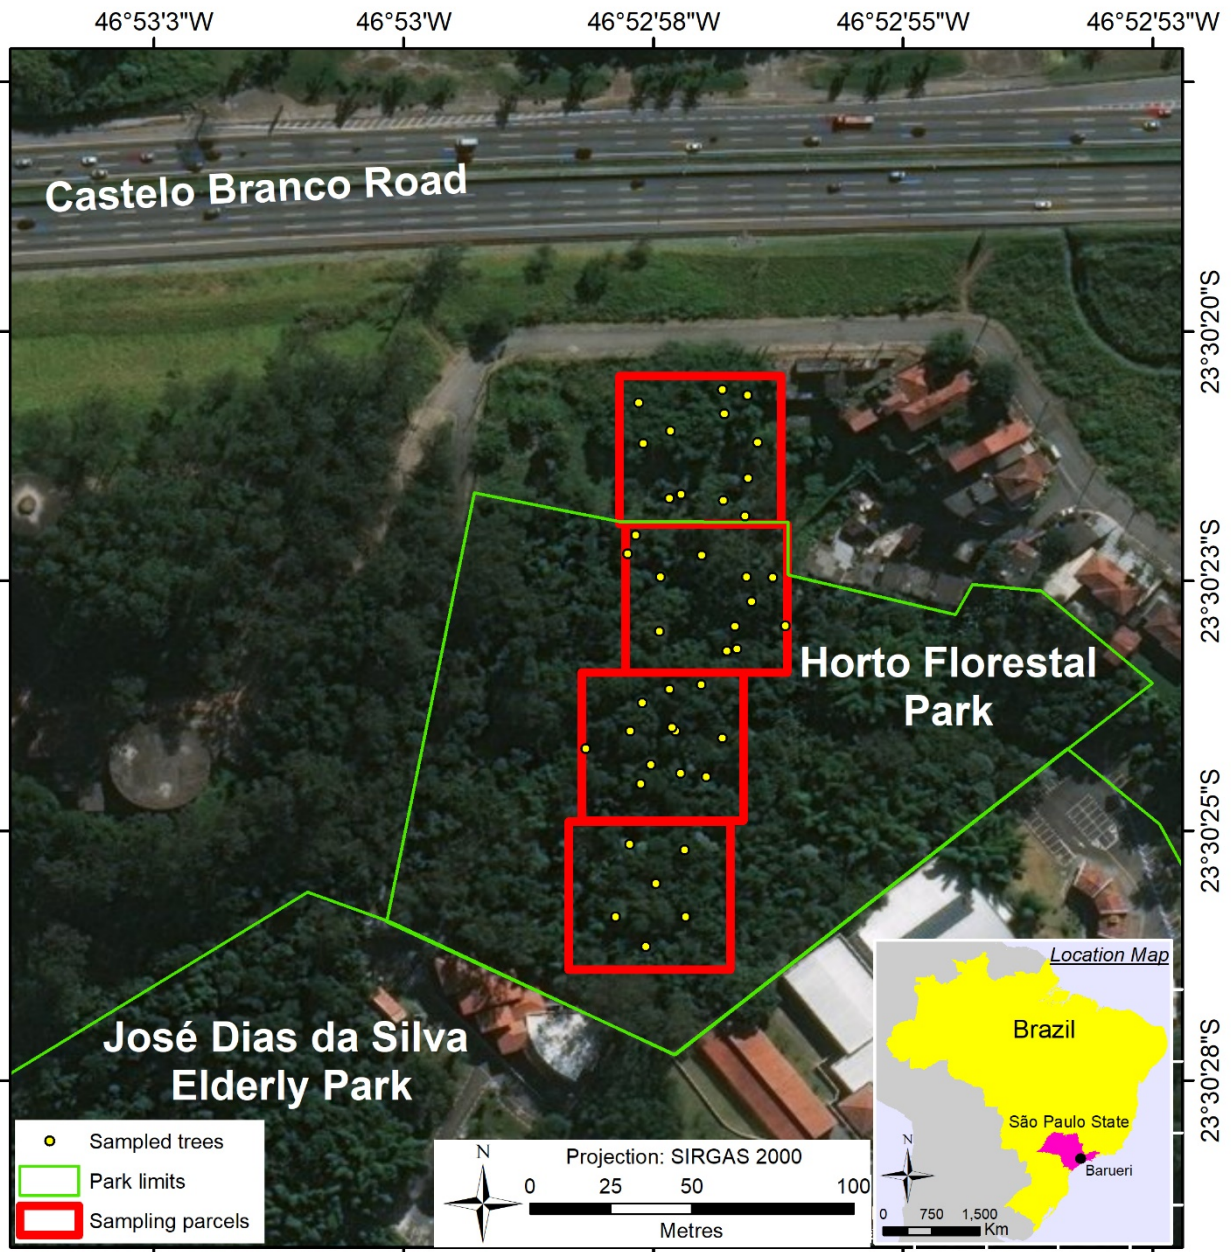 46°53'3"W 46°53'W 46°52'58"W 46°52'55"W 46°52'53"W
Castelo Branco Road
23°30'20"S
23°30'23"S
Horto Florestal
Park
23°30'25"S
23°30'28"S
José Dias da Silva
Elderly Park
Sampled trees
Park limits
Sampling parcels
N
Projection: SIRGAS 2000
0 25 50 100
Metres
Location Map
Brazil
São Paulo State
Barueri
N
0 750 1,500
Km